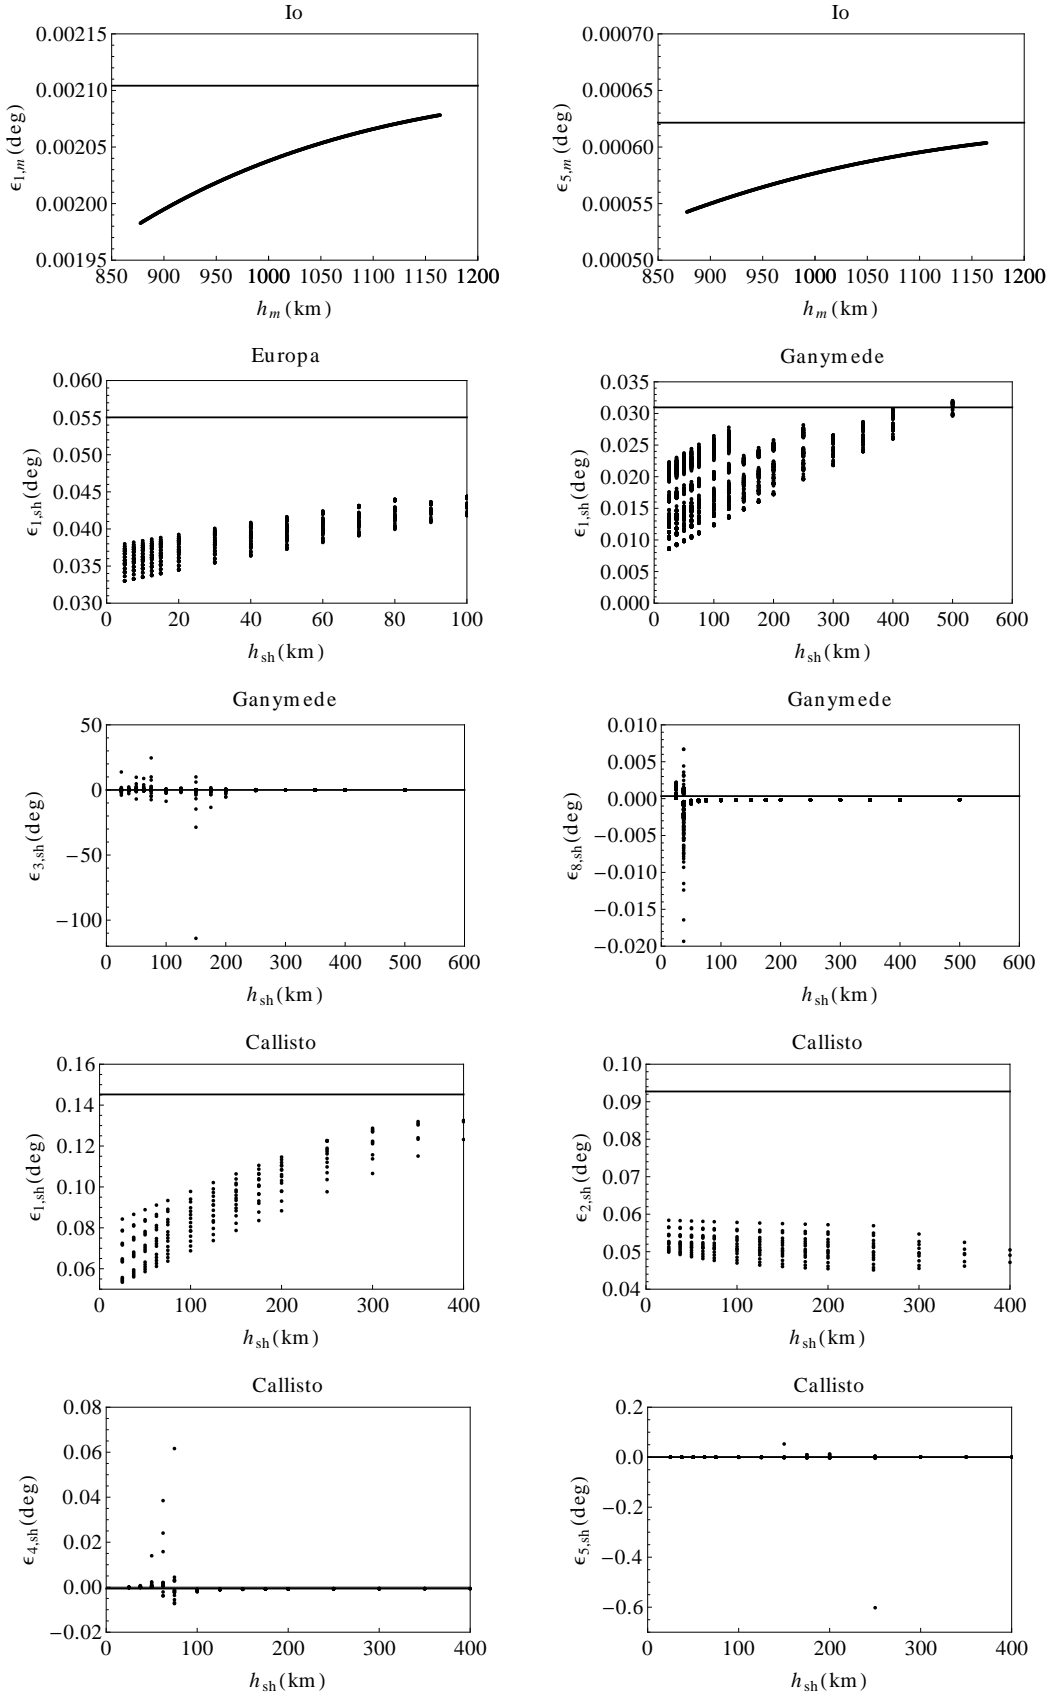 Io
0.00215
0.00210
0.00205
0.00200
0.00195
850 900 950 1000 1050 1100 1150 1200
ϵ1,m (deg)
hm (km)
Io
0.00070
0.00065
0.00060
0.00055
0.00050
850 900 950 1000 1050 1100 1150 1200
ϵ5,m (deg)
hm (km)
Europa
0.060
0.055
0.050
0.045
0.040
0.035
0.030
0 20 40 60 80 100
ϵ1,sh (deg)
hsh (km)
Ganymede
0.035
0.030
0.025
0.020
0.015
0.010
0.005
0.000
0 100 200 300 400 500 600
ϵ1,sh (deg)
hsh (km)
Ganymede
50
0
−50
−100
0 100 200 300 400 500 600
ϵ3,sh (deg)
hsh (km)
Ganymede
0.010
0.005
0.000
−0.005
−0.010
−0.015
−0.020
0 100 200 300 400 500 600
ϵ8,sh (deg)
hsh (km)
Callisto
0.16
0.14
0.12
0.10
0.08
0.06
0 100 200 300 400
ϵ1,sh (deg)
hsh (km)
Callisto
0.10
0.09
0.08
0.07
0.06
0.05
0.04
0 100 200 300 400
ϵ2,sh (deg)
hsh (km)
Callisto
0.08
0.06
0.04
0.02
0.00
−0.02
0 100 200 300 400
ϵ4,sh (deg)
hsh (km)
Callisto
0.2
0.0
−0.2
−0.4
−0.6
0 100 200 300 400
ϵ5,sh (deg)
hsh (km)